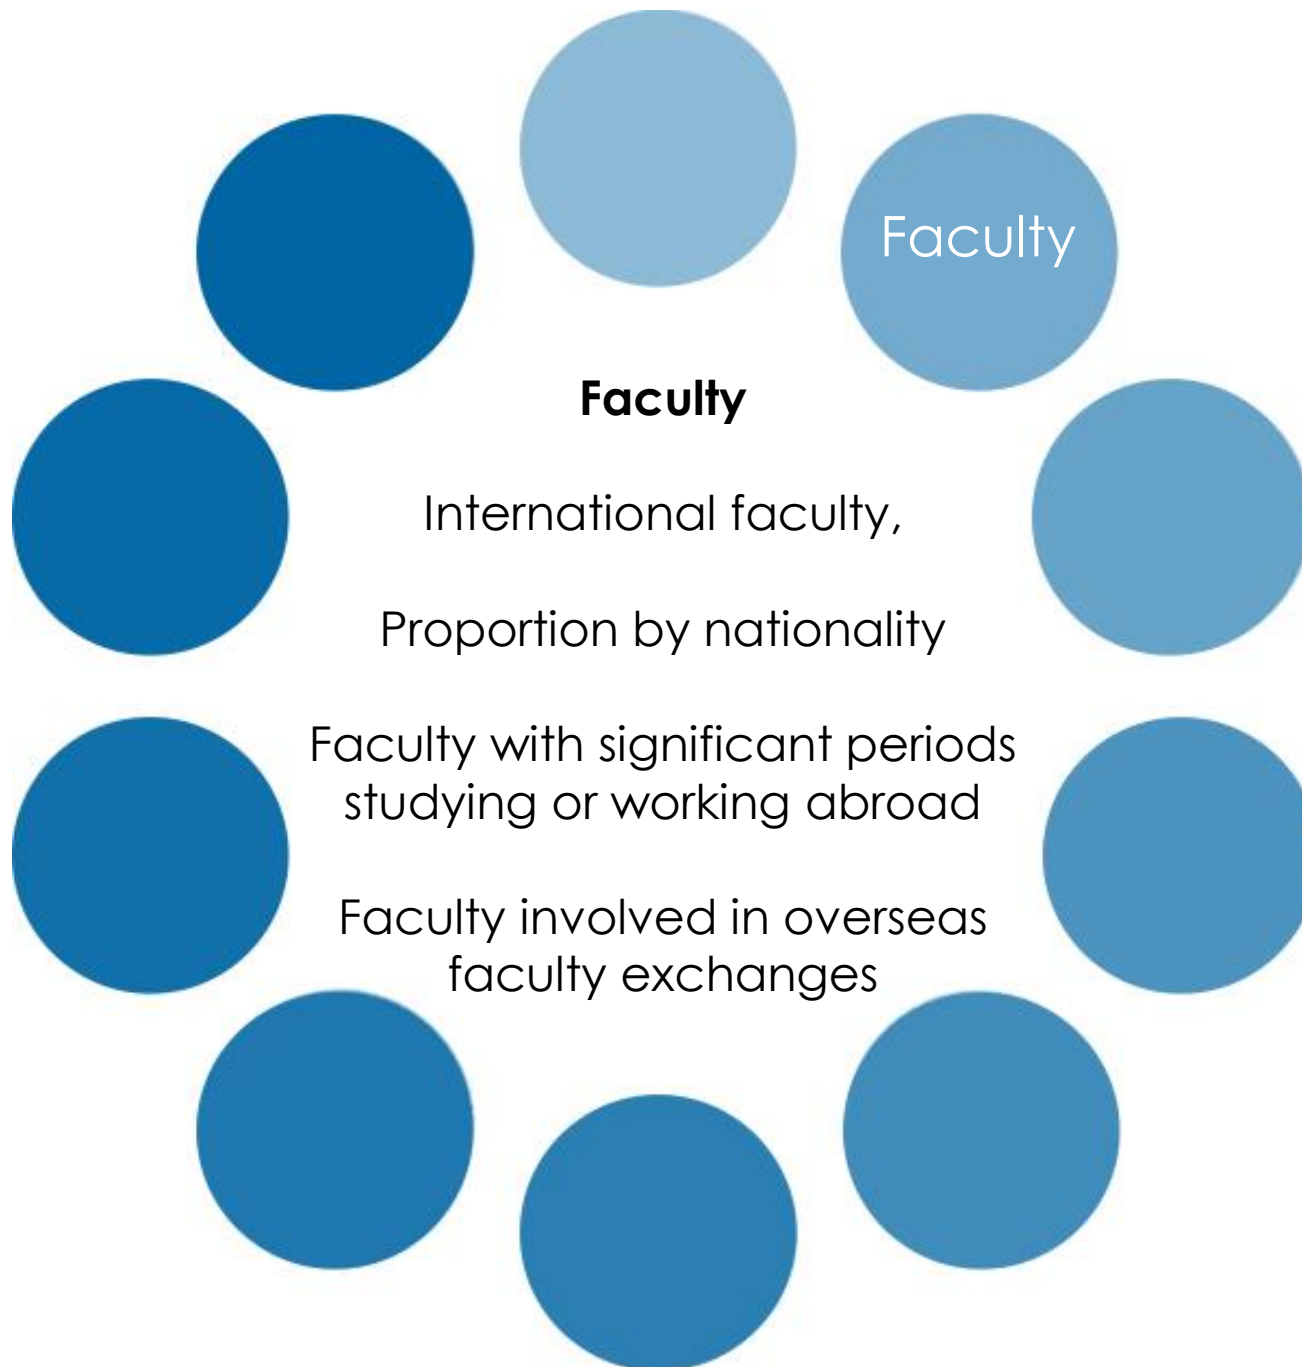 Faculty
Faculty
International faculty,
Proportion by nationality
Faculty with significant periods
studying or working abroad
Faculty involved in overseas
faculty exchanges